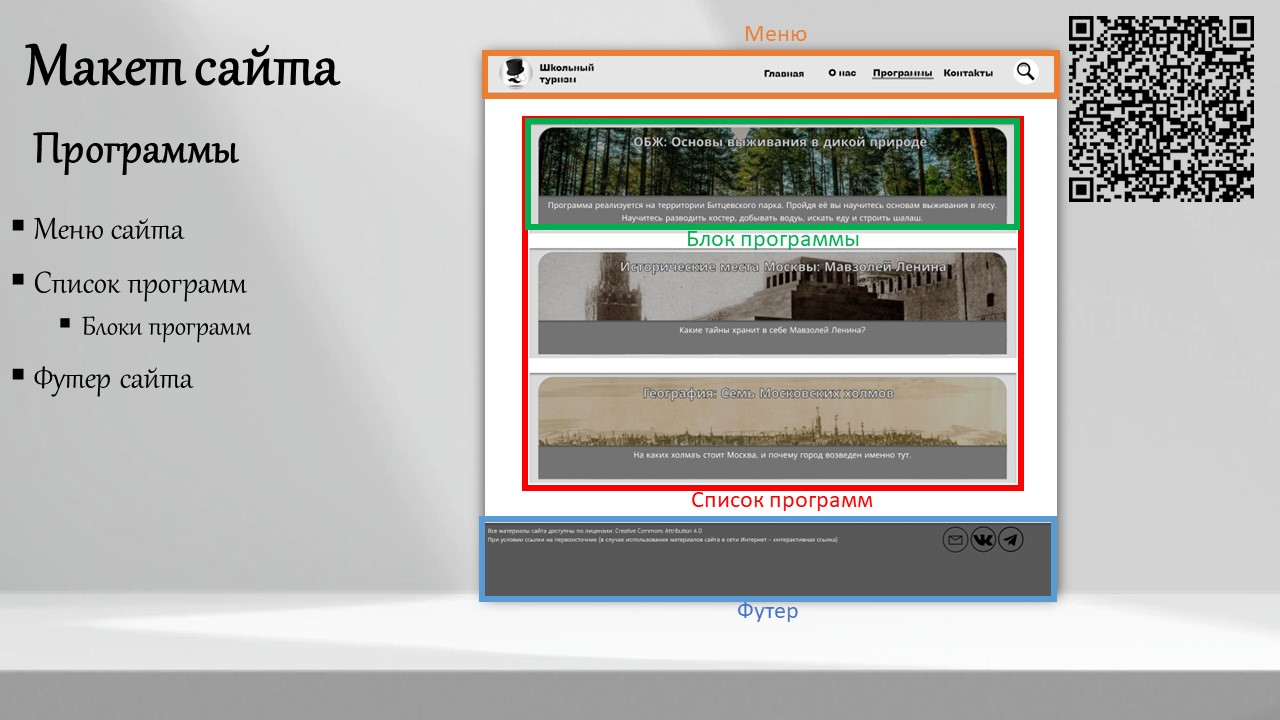 Макет сайта
Программы
▪ Меню сайта
▪ Список программ
▪ Блоки программ
▪ Футер сайта
Меню
Школьный
туризм
Главная О нас Программы Контакты
ОБЖ: Основы выживания в дикой природе
Программа реализуется на территории Битцевского парка. Пройдя её вы научитесь основам выживания в лесу.
Научитесь разводить костер, добывать водуь, искать еду и строить шалаш.
Блок программы
Исторические места Москвы: Мавзолей Ленина
Какие тайны хранит в себе Мавзолей Ленина?
География: Семь Московских холмов
На каких холмаъ стоит Москва, и почему город возведен именно тут.
Список программ
Все материалы сайта доступны по лицензии: Creative Commons Attribution 4.0
При условии ссылки на первоисточник (в случае использования материалов сайта в сети Интернет – интерактивная ссылка)
Футер